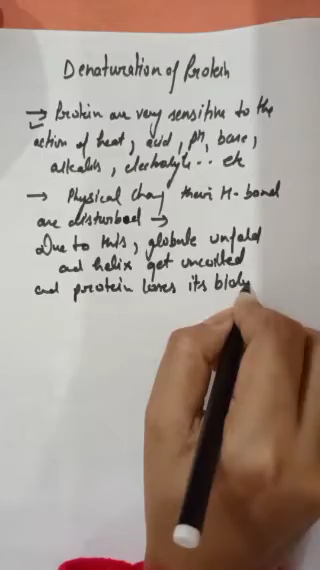 Denaturation of Protein
→ Protein are very sensitive to the
action of heat, acid, pH, base,
alkalis, electrolyte.. etc
→ Physical chang their H-bond
are disturbed →
Due to this, globule unfold
and helix get uncoiled
and protein loses its